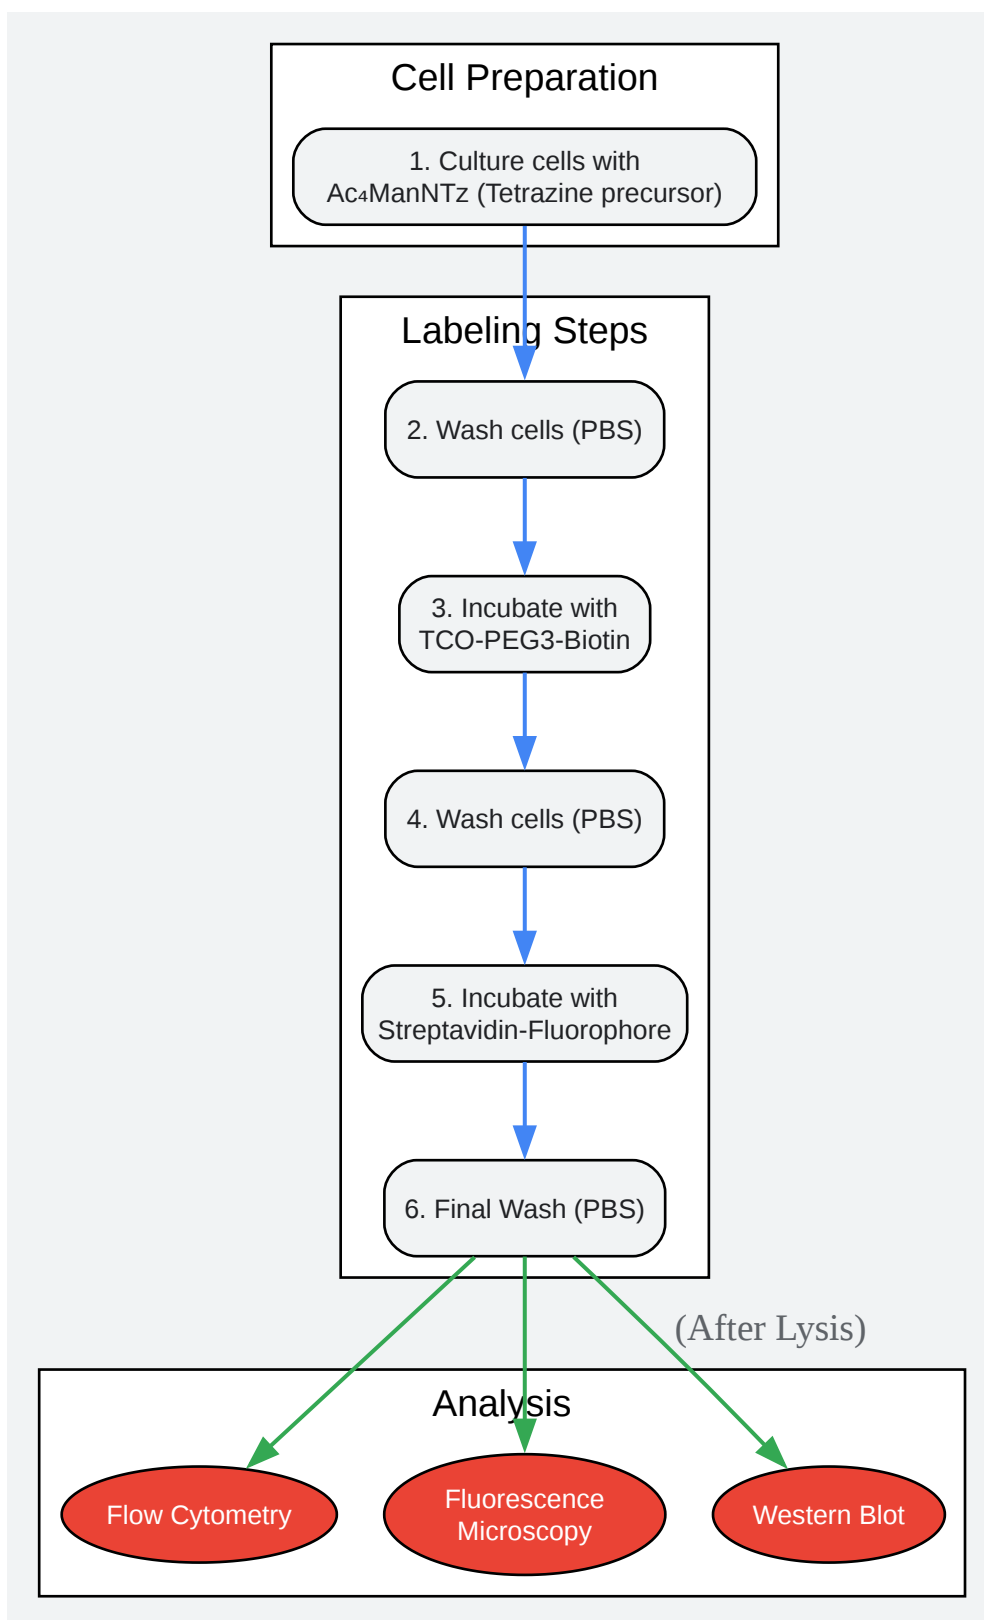 Cell Preparation
1. Culture cells with
Ac₄ManNTz (Tetrazine precursor)
Labeling Steps
2. Wash cells (PBS)
3. Incubate with
TCO-PEG3-Biotin
4. Wash cells (PBS)
5. Incubate with
Streptavidin-Fluorophore
6. Final Wash (PBS)
(After Lysis)
Analysis
Flow Cytometry
Fluorescence
Microscopy
Western Blot